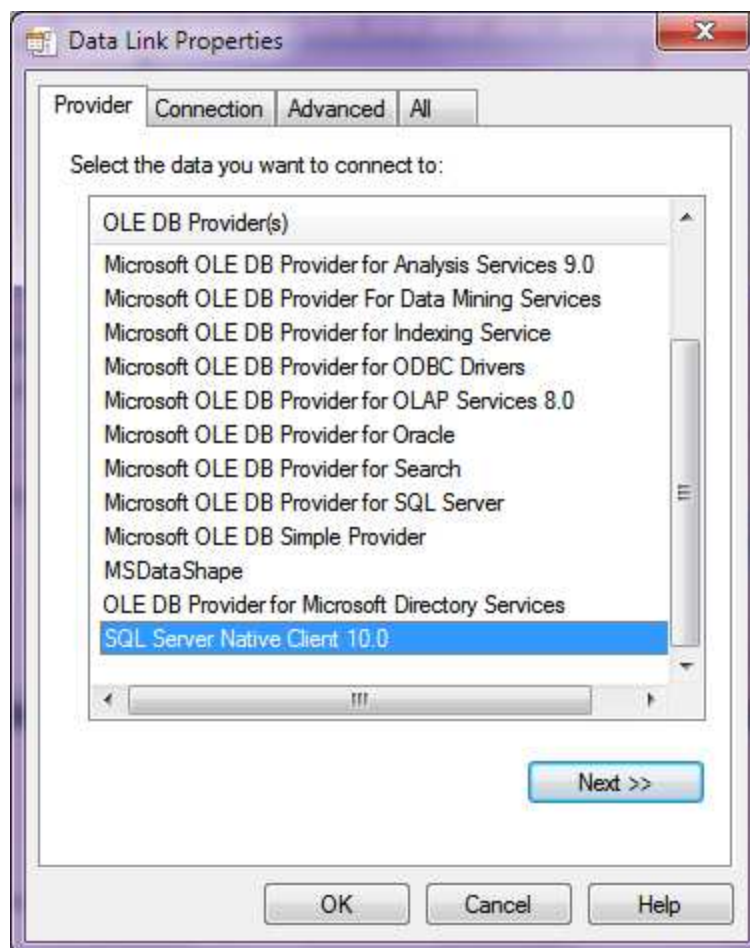 Data Link Properties
Provider Connection Advanced All
Select the data you want to connect to:
OLE DB Provider(s)
Microsoft OLE DB Provider for Analysis Services 9.0
Microsoft OLE DB Provider For Data Mining Services
Microsoft OLE DB Provider for Indexing Service
Microsoft OLE DB Provider for ODBC Drivers
Microsoft OLE DB Provider for OLAP Services 8.0
Microsoft OLE DB Provider for Oracle
Microsoft OLE DB Provider for Search
Microsoft OLE DB Provider for SQL Server
Microsoft OLE DB Simple Provider
MSDataShape
OLE DB Provider for Microsoft Directory Services
SQL Server Native Client 10.0
Next >>
OK Cancel Help